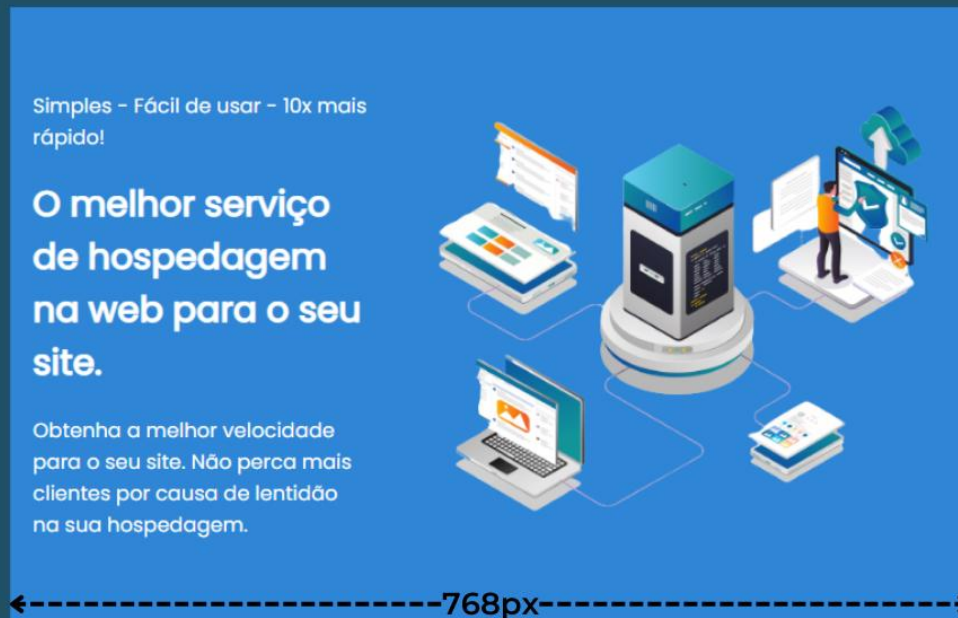 Simples - Fácil de usar - 10x mais
rápido!
O melhor serviço
de hospedagem
na web para o seu
site.
Obtenha a melhor velocidade
para o seu site. Não perca mais
clientes por causa de lentidão
na sua hospedagem.
768px